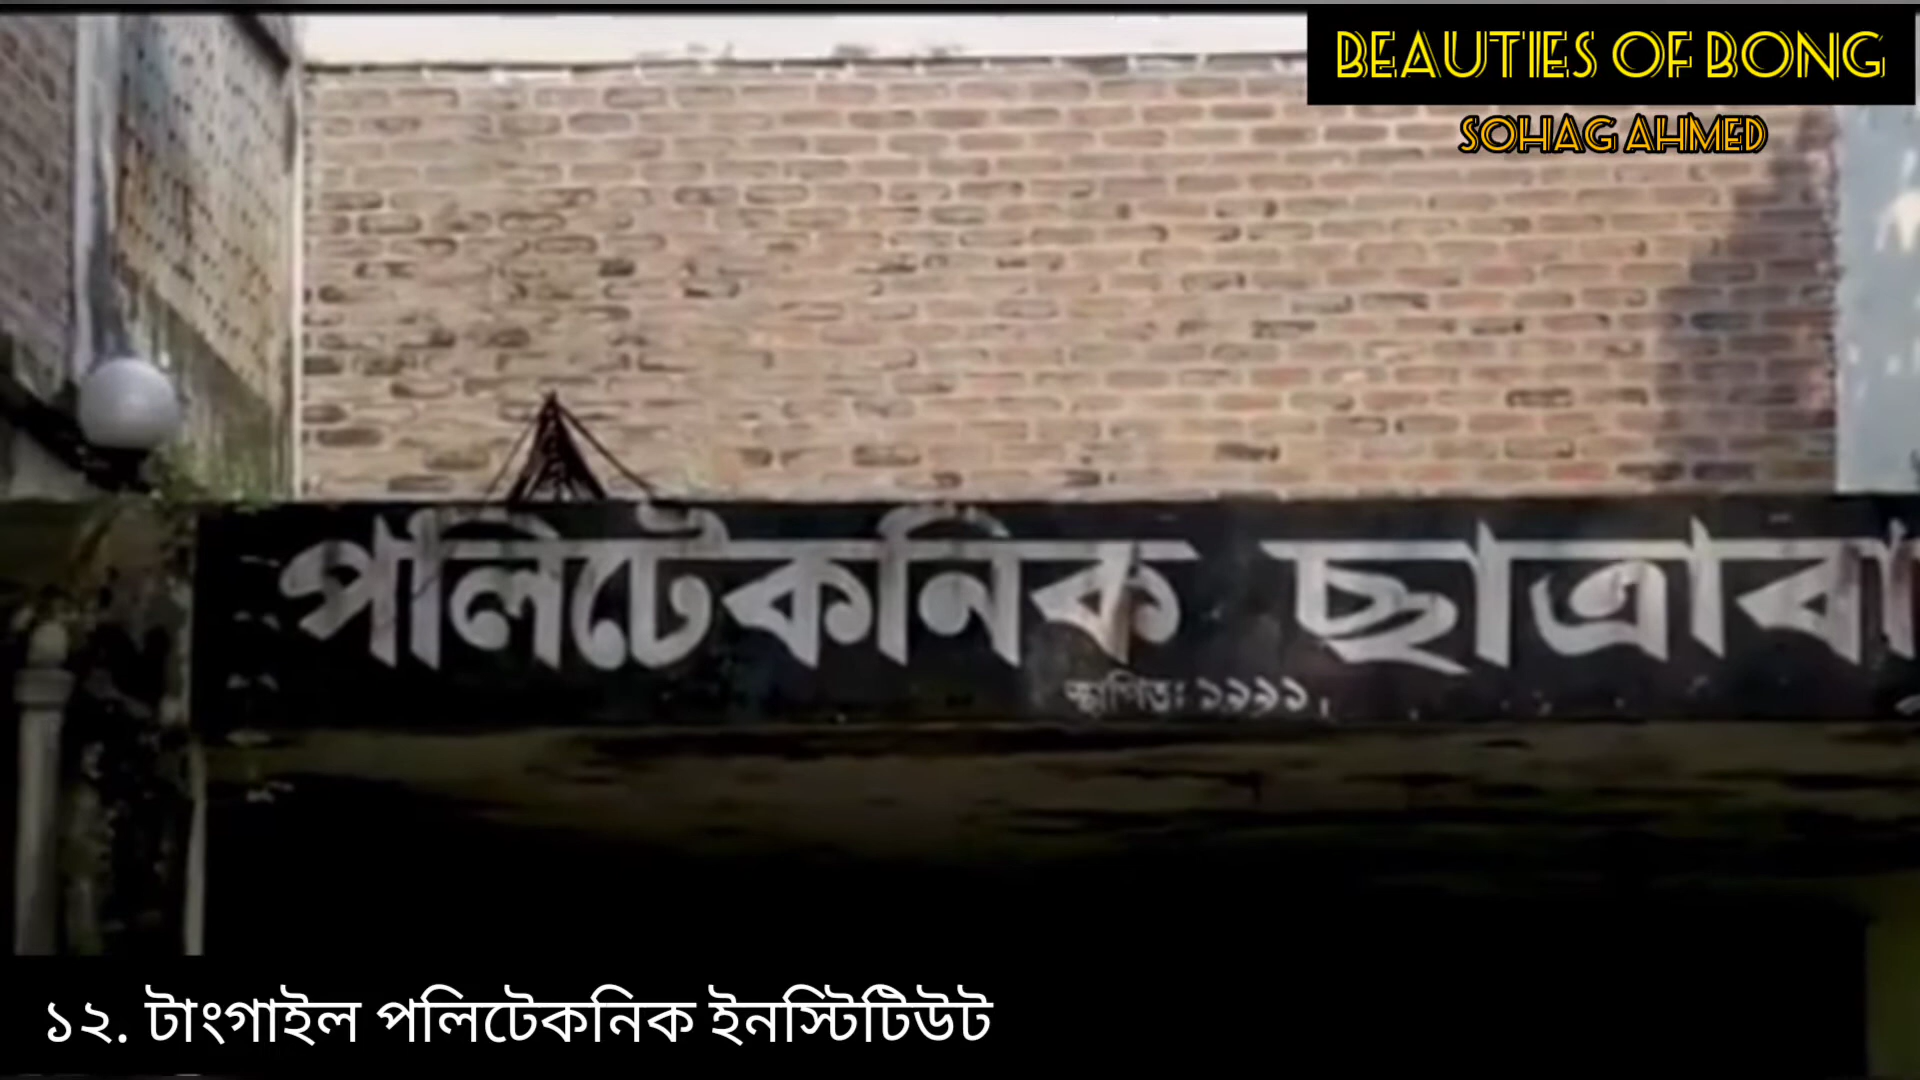 BEAUTIES OF BONG
SOHAG AHMED
পলিটেকনিক ছাত্রাবা
স্থাপিতঃ ১৯৯১
১২. টাংগাইল পলিটেকনিক ইনস্টিটিউট